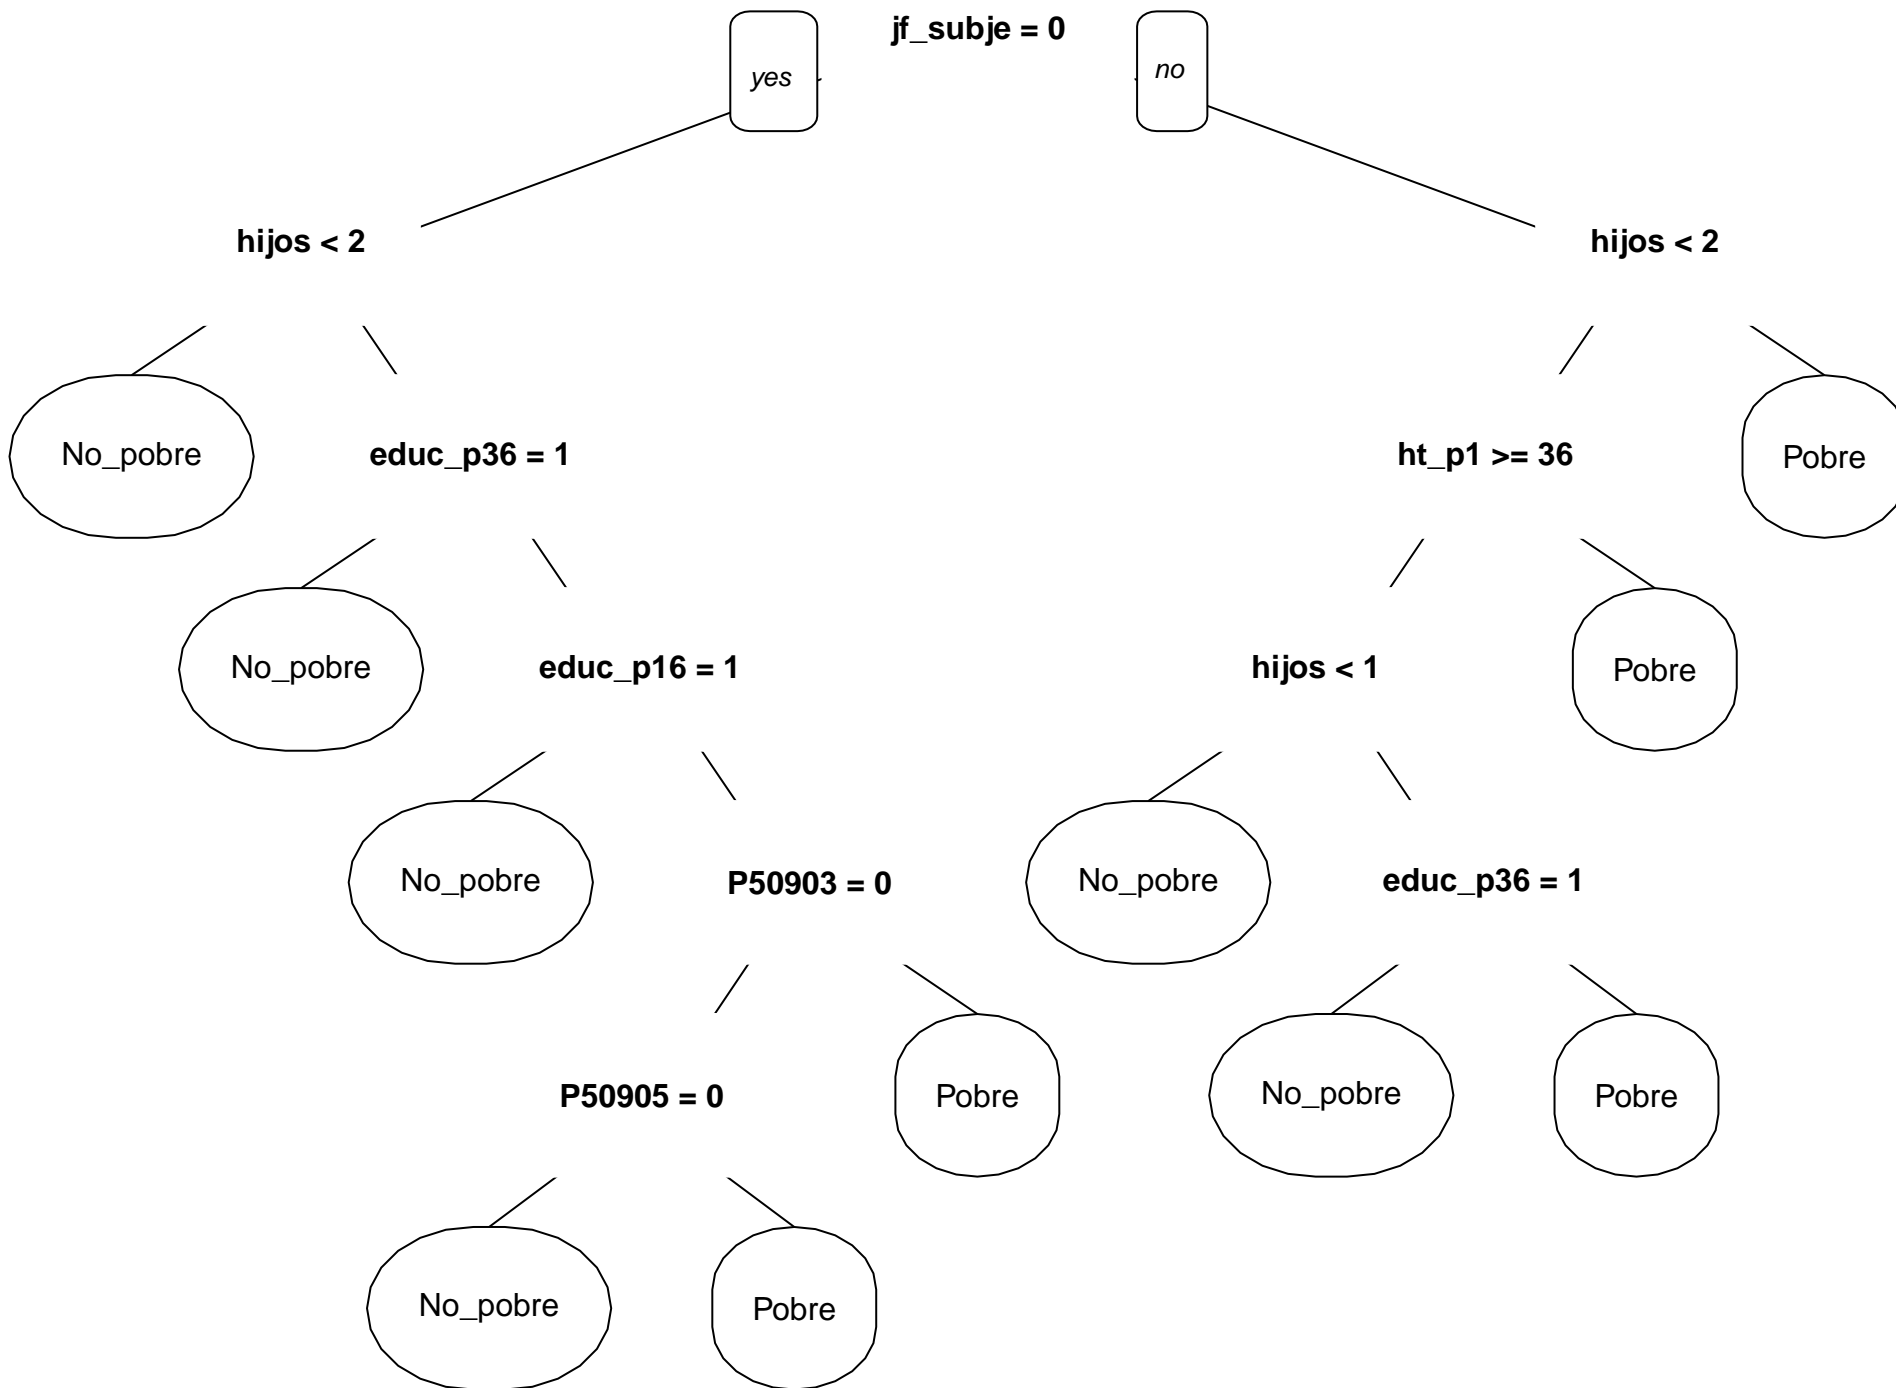 jf_subje = 0
yes
no
hijos < 2
hijos < 2
No_pobre
educ_p36 = 1
ht_p1 >= 36
Pobre
No_pobre
educ_p16 = 1
hijos < 1
Pobre
No_pobre
P50903 = 0
No_pobre
educ_p36 = 1
P50905 = 0
Pobre
No_pobre
Pobre
No_pobre
Pobre